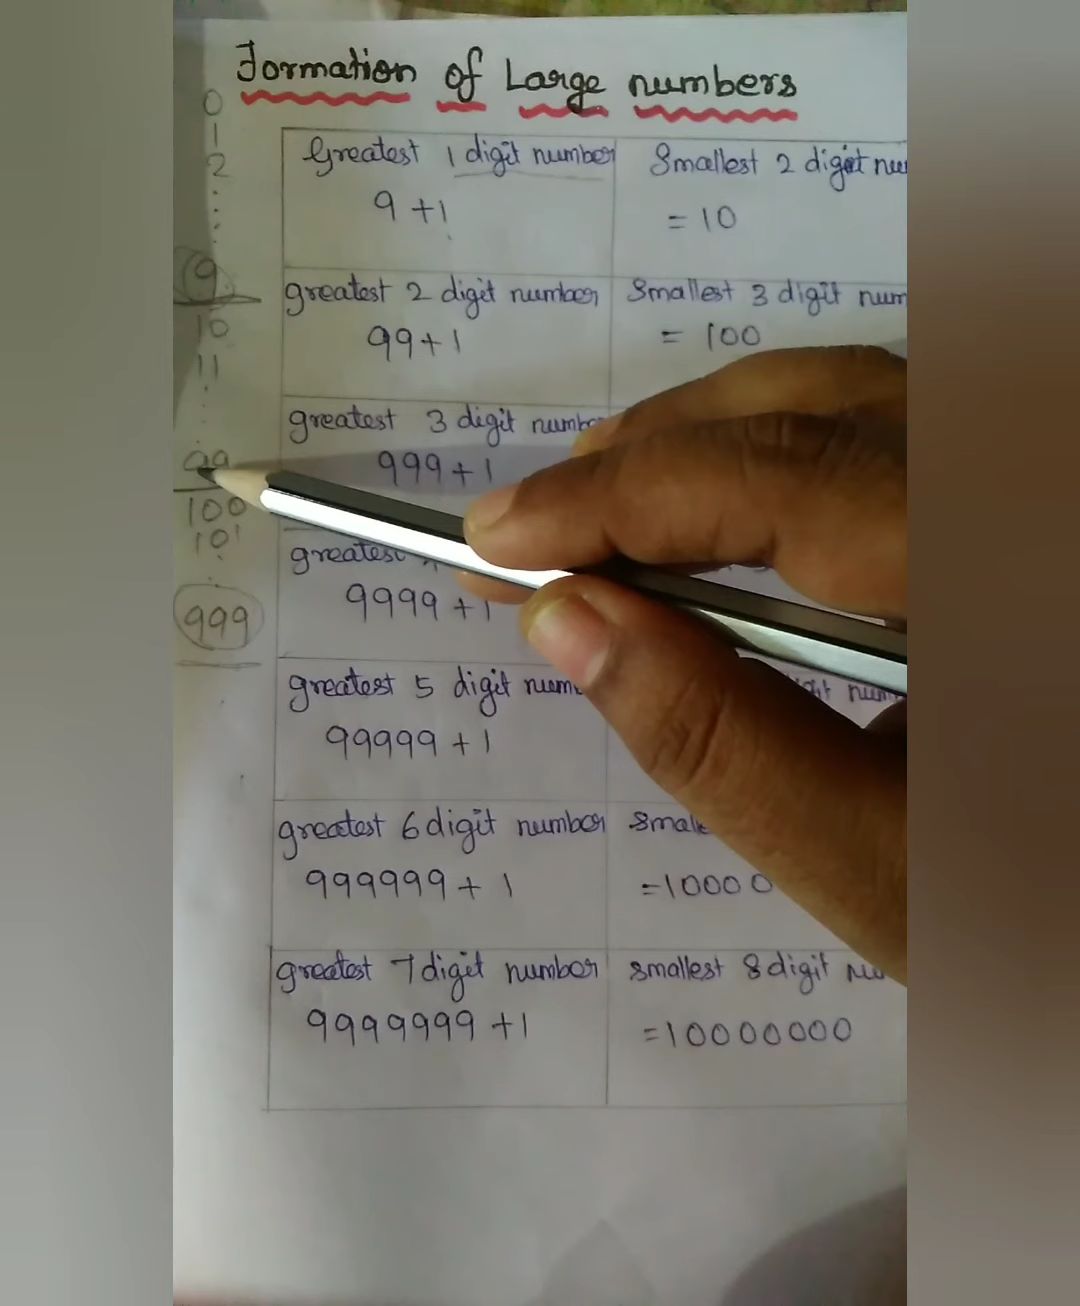 Formation of Large numbers
0
1
2
9
10
11
99
100
101
999
Greatest 1 digit number
9 +1
Smallest 2 digit
= 10
greatest 2 digit number
99+1
Smallest 3 digit
= 100
greatest 3 digit
999+1
greatest
9999 +1
greatest 5 digit
99999 +1
digit
greatest 6 digit number
999999 + 1
=10000
greatest 7 digit number
9999999 +1
smallest 8 digit
=10000000